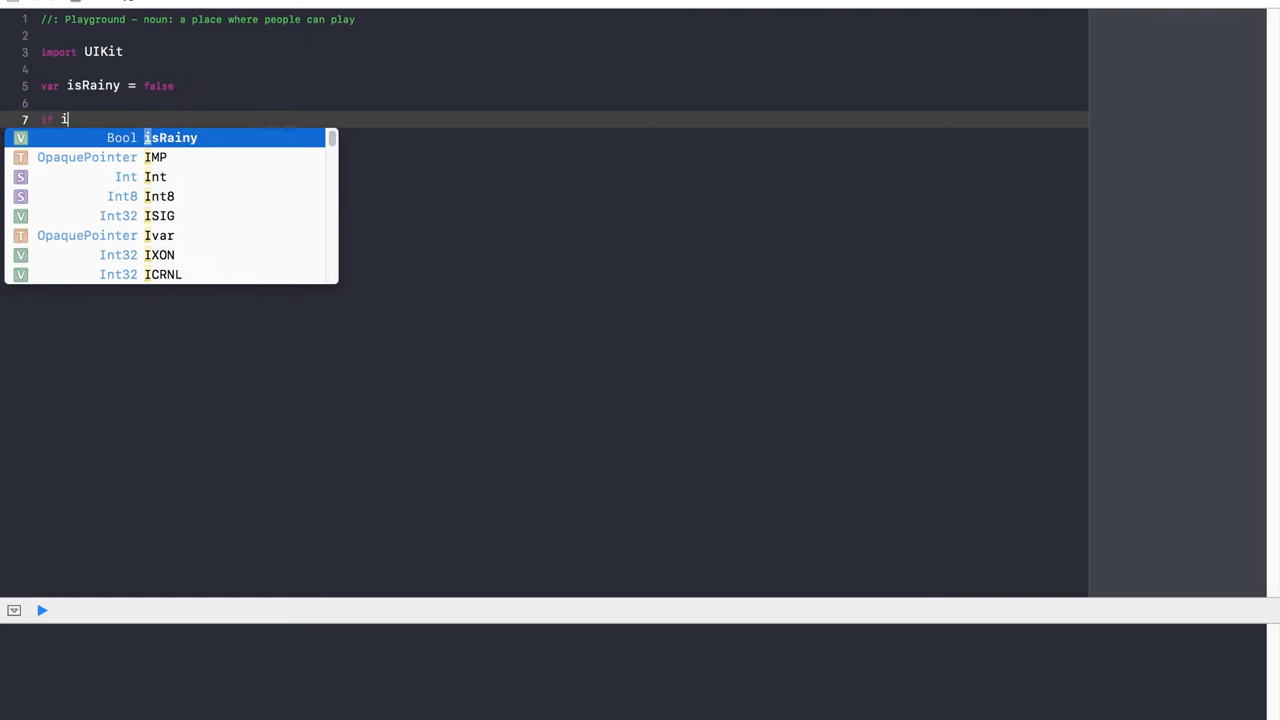 1 //: Playground - noun: a place where people can play
2
3 import UIKit
4
5 var isRainy = false
6
7 if i
V Bool isRainy
T OpaquePointer IMP
S Int Int
S Int8 Int8
V Int32 ISIG
T OpaquePointer Ivar
V Int32 IXON
V Int32 ICRNL